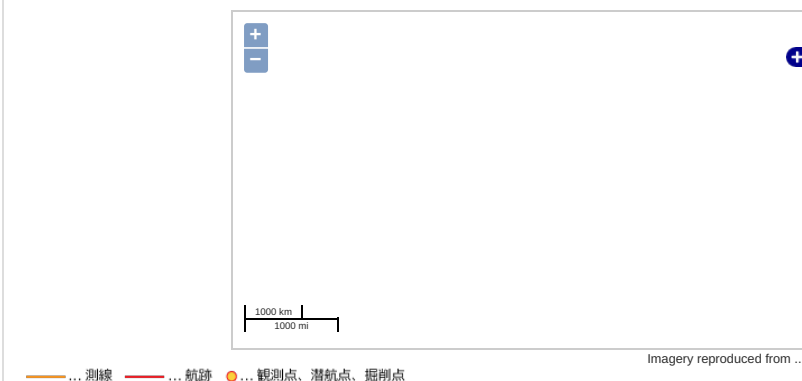 +
−
+
1000 km
1000 mi
Imagery reproduced from ...
... 測線 ... 航跡 ... 観測点、潜航点、掘削点